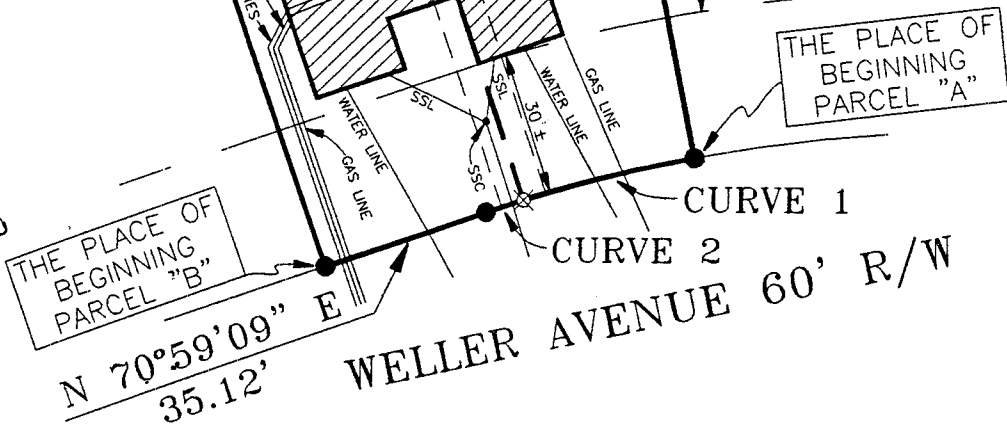 THE PLACE OF
BEGINNING
PARCEL "A"
SSL
SSL
30'±
WATER LINE
WATER LINE
GAS LINE
GAS LINE
SSC
CURVE 1
CURVE 2
THE PLACE OF
BEGINNING
PARCEL "B"
N 70°59'09" E
35.12'
WELLER AVENUE 60' R/W